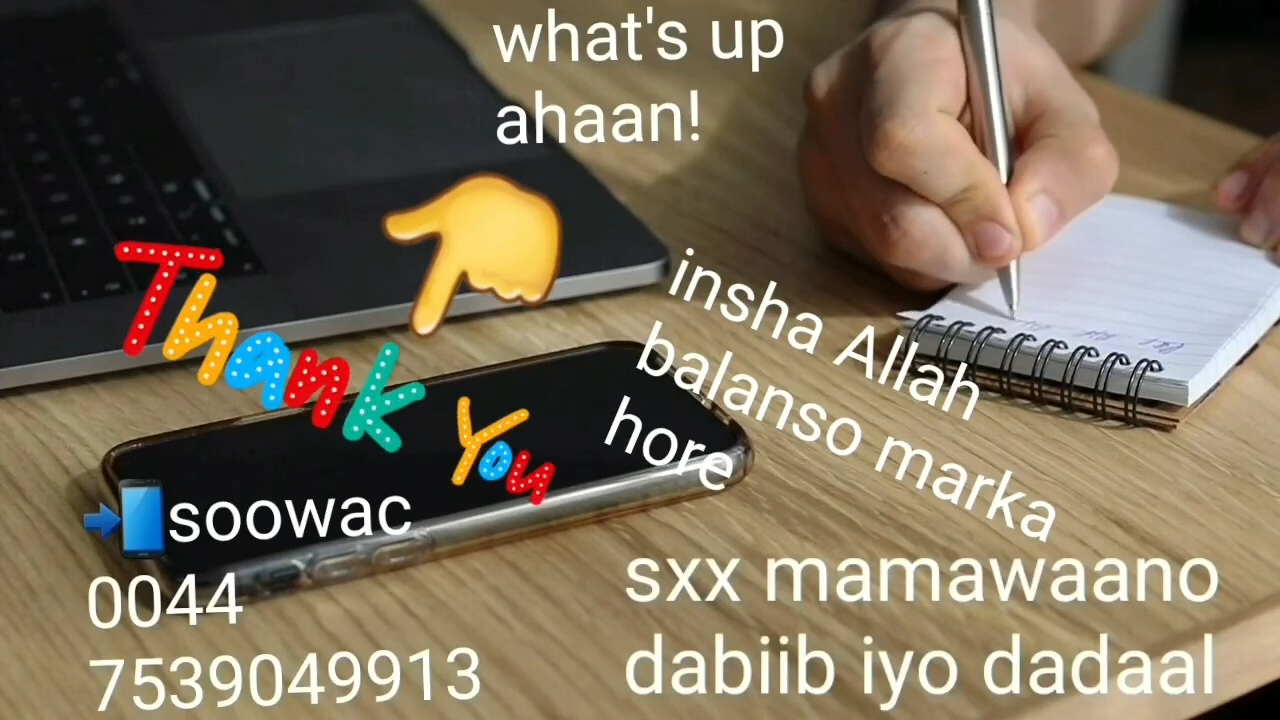 what's up
ahaan!
Thank
You
insha Allah
balanso marka
hore
soowac
0044
7539049913
sxx mamawaano
dabiib iyo dadaal